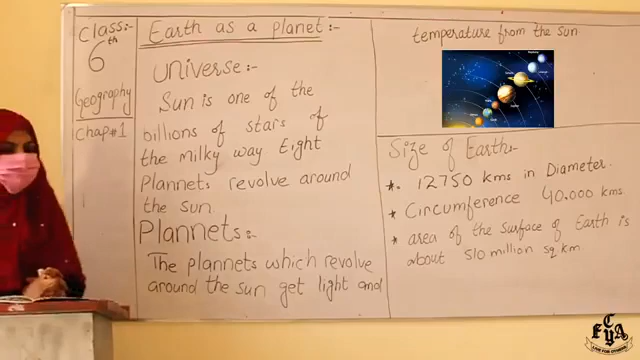 Class:-
6th
Geography
Chap#1
Earth as a planet:-
Universe:-
Sun is one of the
billions of stars of
the milky way Eight
Plannets revolve around
the sun
Plannets:-
The plannets which revolve
around the sun get light and
temperature from the sun
Size of Earth:-
*. 12750 kms in Diameter.
* Circumference 40.000 kms
* area of the surface of Earth is
about 510 million sq km